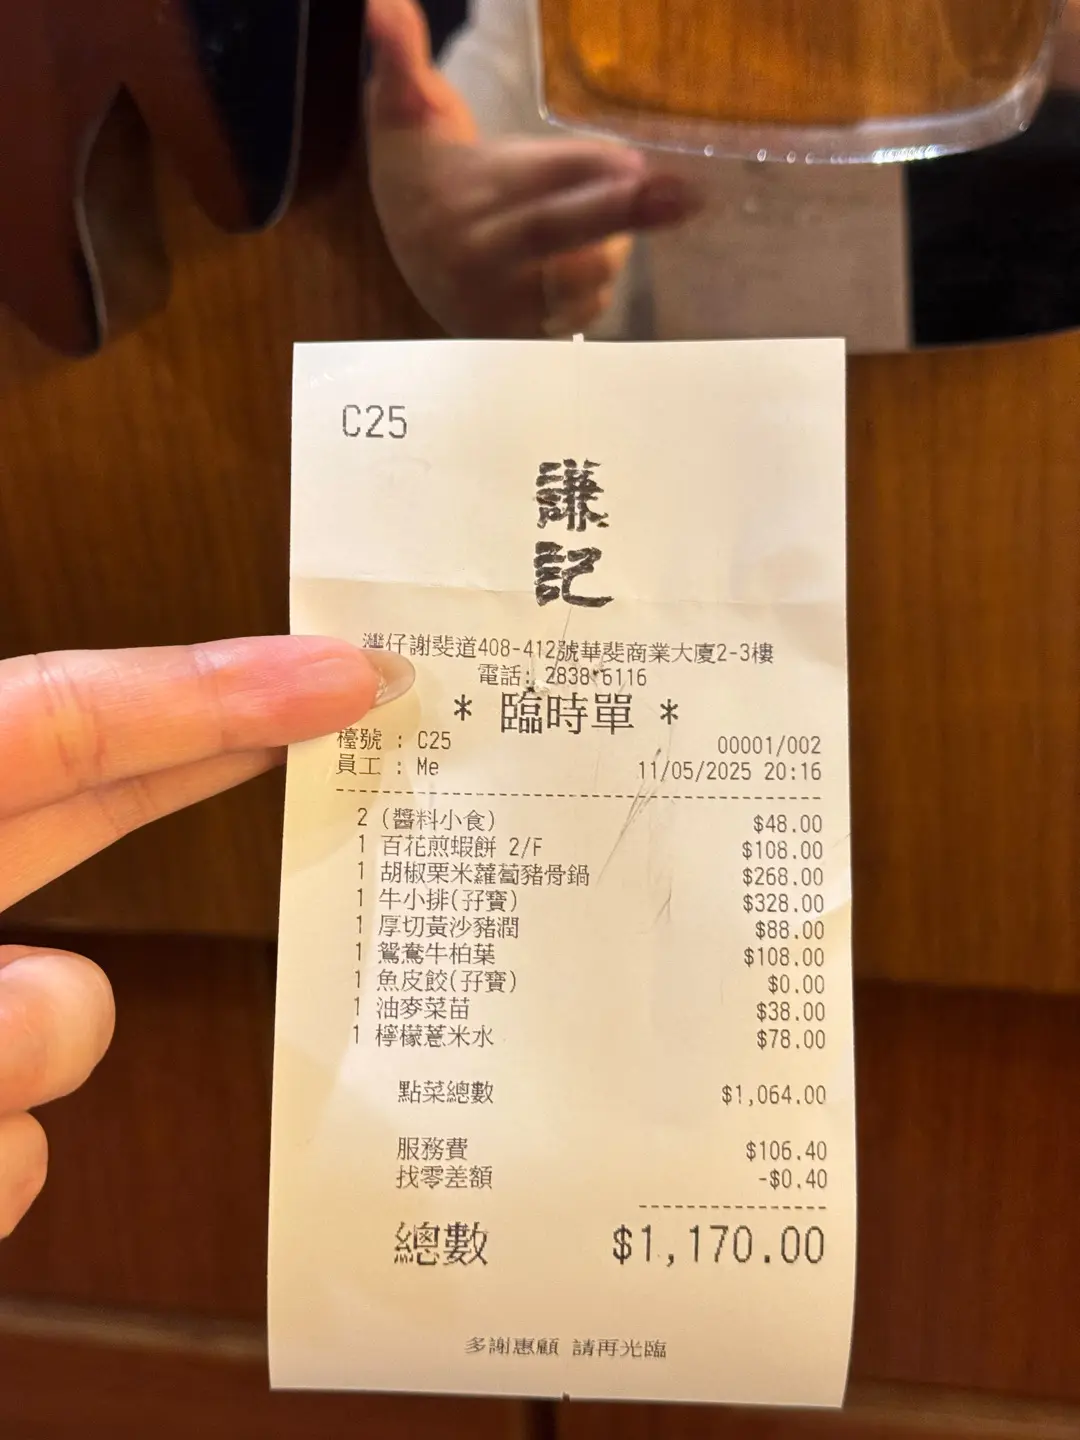 C25
謙
記
灣仔謝斐道408-412號華斐商業大廈2-3樓
電話: 2838 6116
* 臨時單 *
檯號 : C25 00001/002
員工 : Me 11/05/2025 20:16
2 (醬料小食) $48.00
1 百花煎蝦餅 2/F $108.00
1 胡椒粟米蘿蔔豬骨鍋 $268.00
1 牛小排(孖寶) $328.00
1 厚切黃沙豬潤 $88.00
1 鴛鴦牛柏葉 $108.00
1 魚皮餃(孖寶) $0.00
1 油麥菜苗 $38.00
1 檸檬薏米水 $78.00
點菜總數 $1,064.00
服務費 $106.40
找零差額 -$0.40
總數 $1,170.00
多謝惠顧 請再光臨